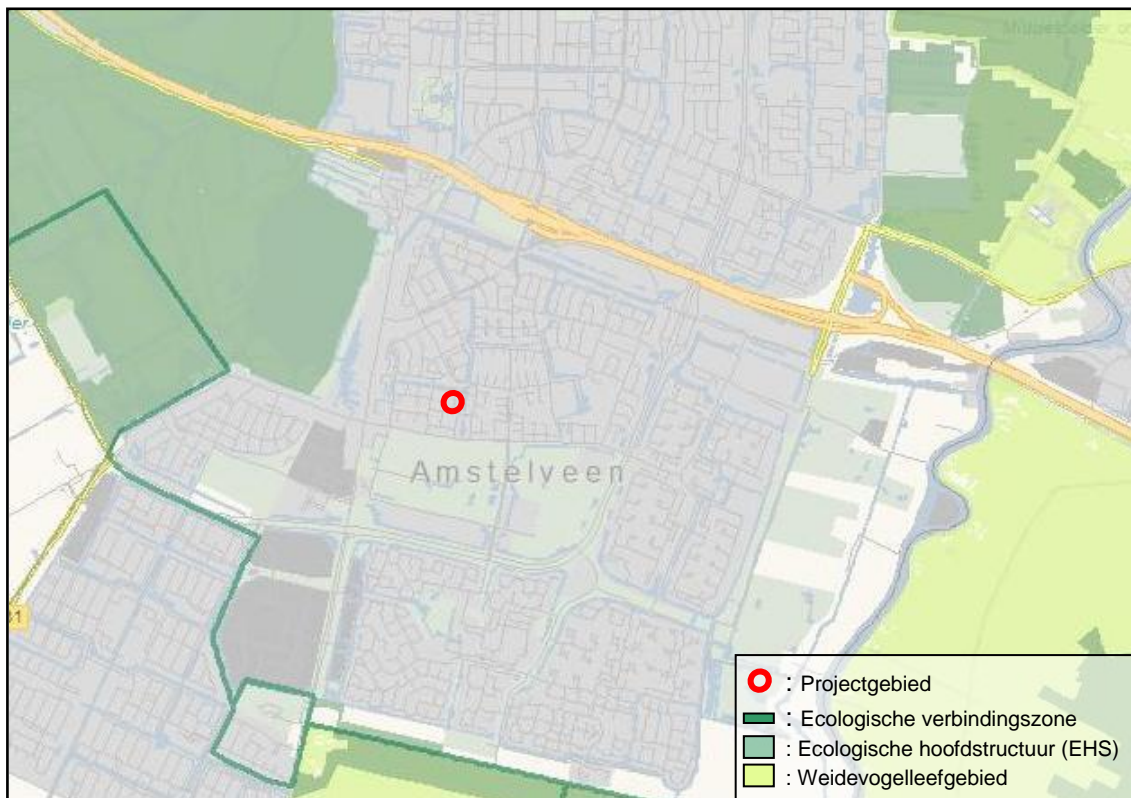 Amstelveen
: Projectgebied
: Ecologische verbindingszone
: Ecologische hoofdstructuur (EHS)
: Weidevogelleefgebied